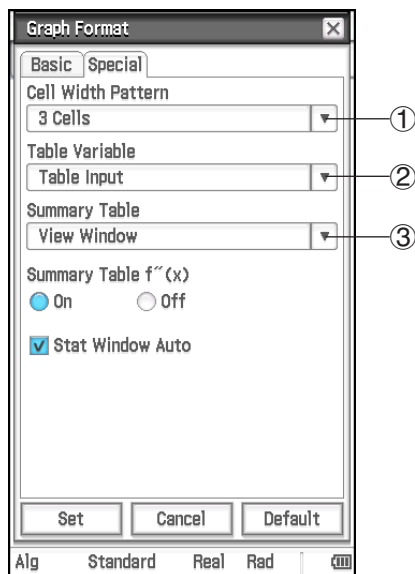 Graph Format
Basic Special
Cell Width Pattern
3 Cells
①
Table Variable
Table Input
②
Summary Table
View Window
③
Summary Table f˝(x)
On Off
Stat Window Auto
Set Cancel Default
Alg Standard Real Rad